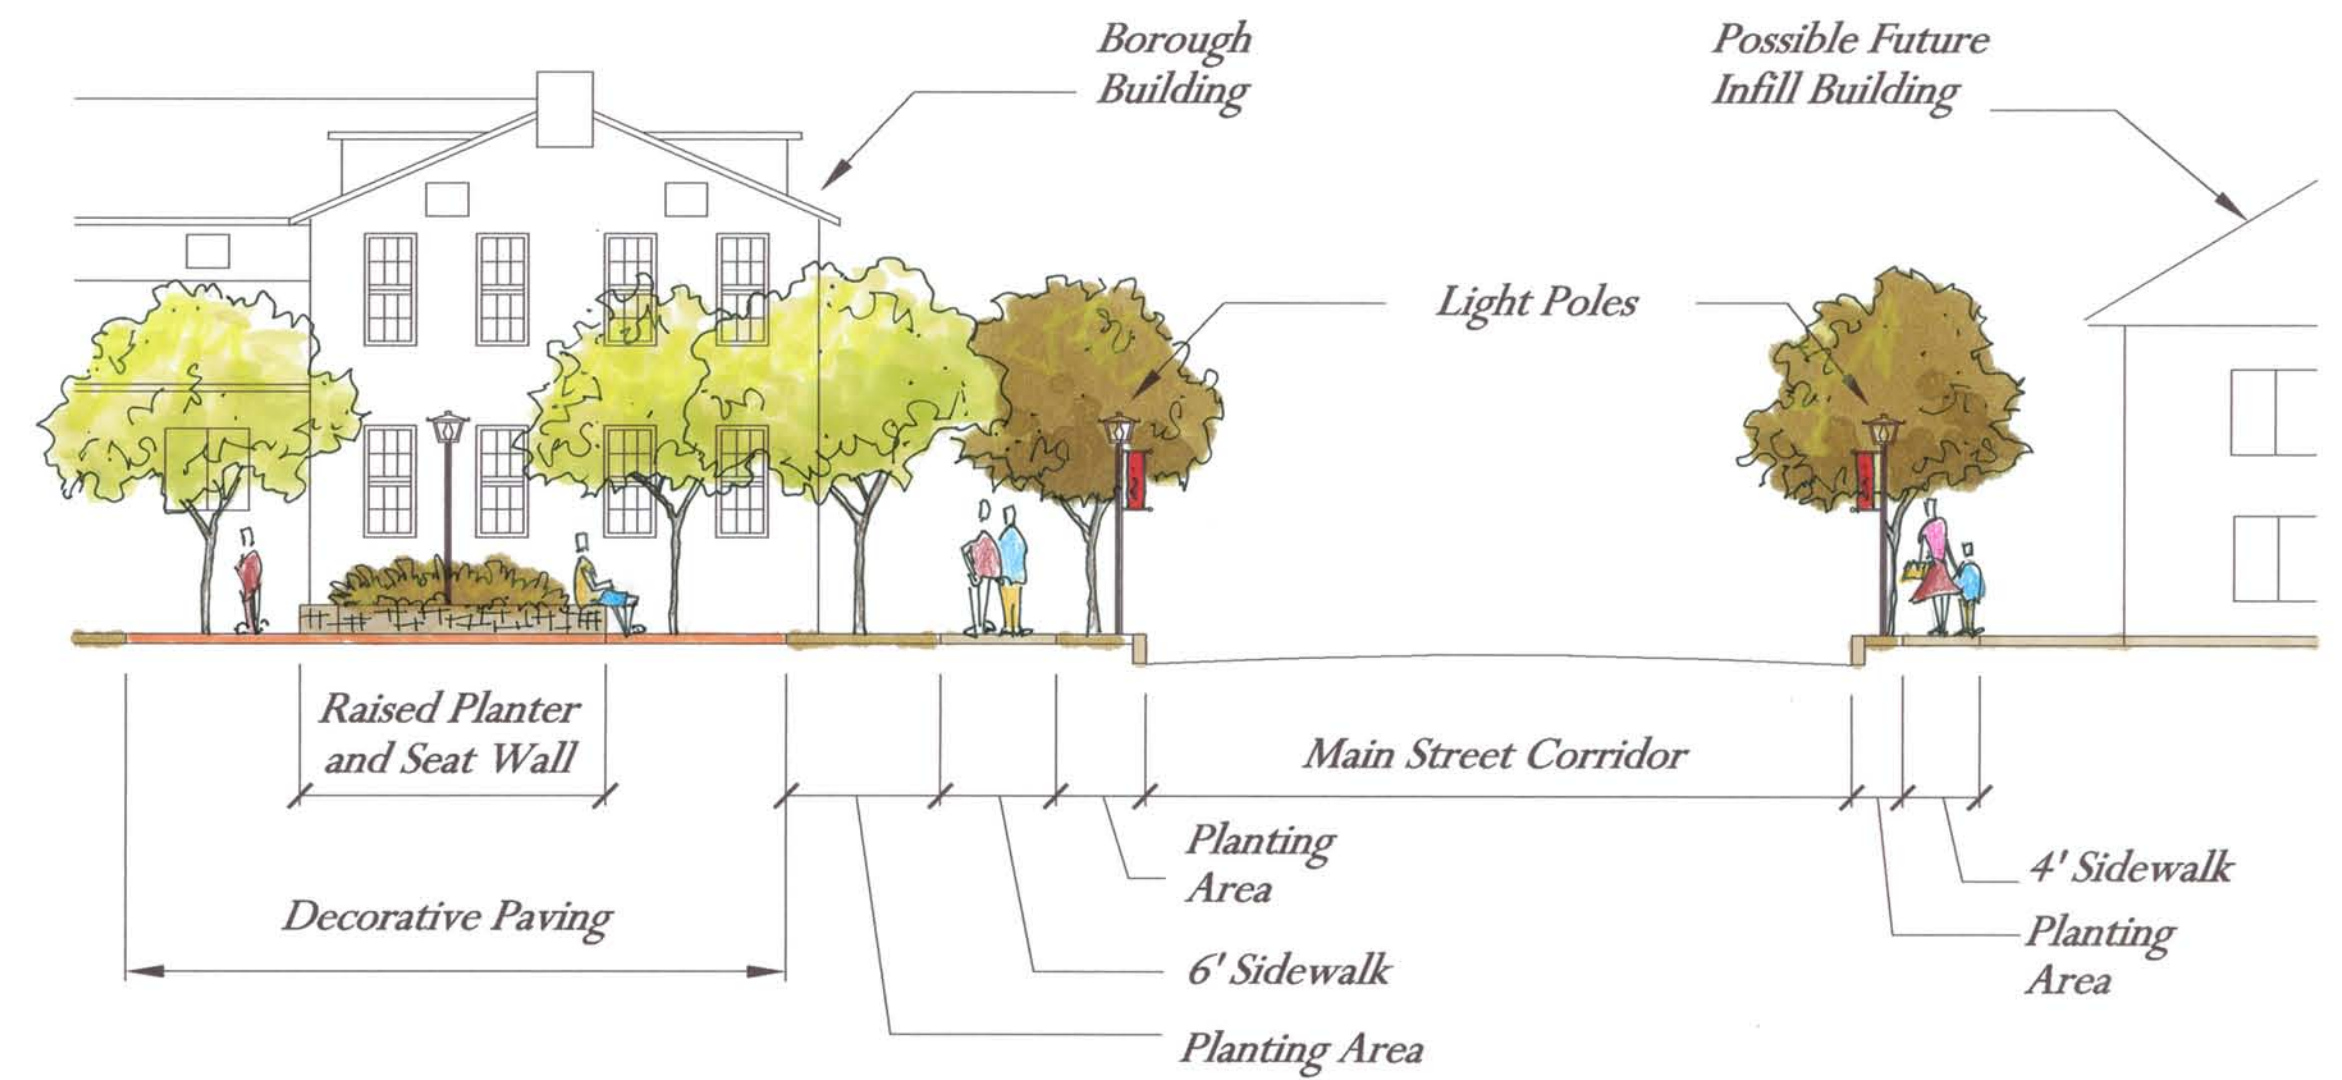 Borough
Building
Possible Future
Infill Building
Light Poles
Raised Planter
and Seat Wall
Main Street Corridor
Planting
Area
4' Sidewalk
Decorative Paving
Planting
Area
6' Sidewalk
Planting Area